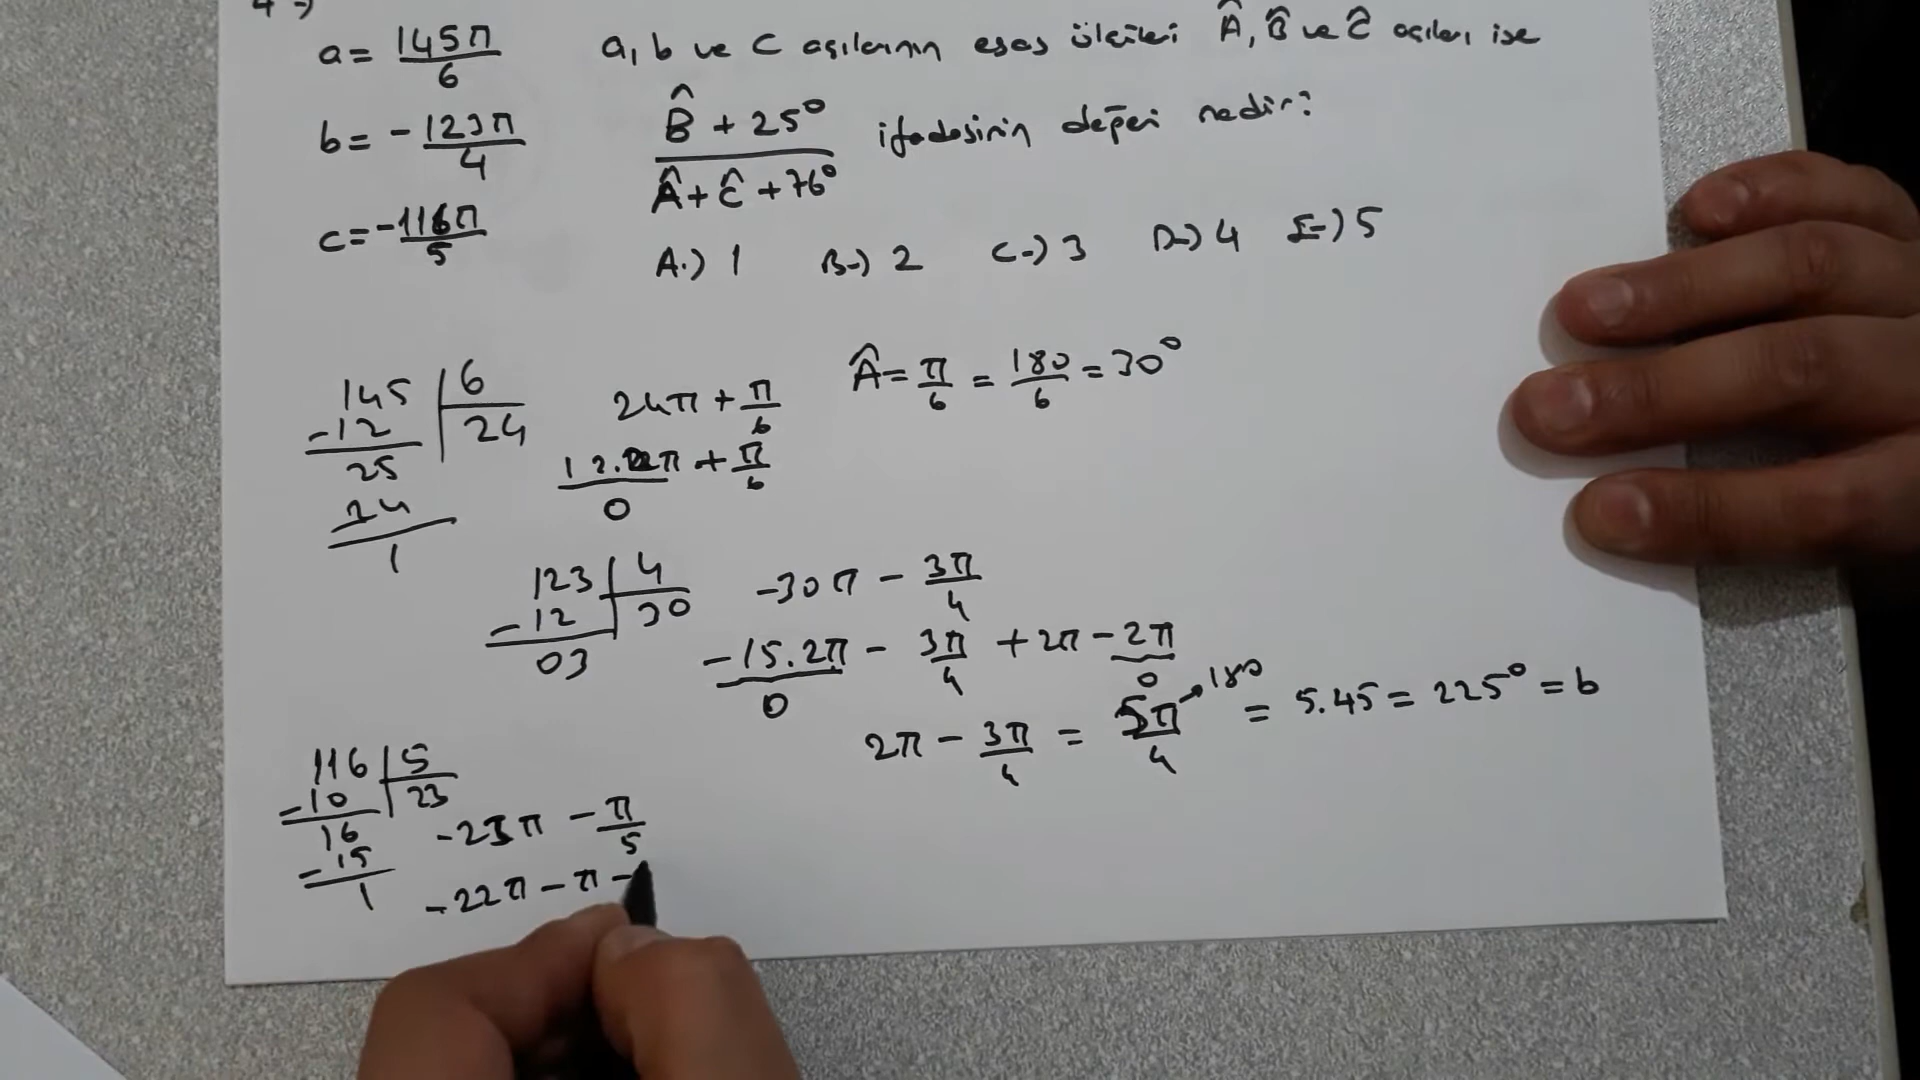 4-)
a = 145π/6
b = -123π/4
c = -116π/5
a, b ve c açılarının esas ölçüleri Â, B̂ ve Ĉ açıları ise
B̂ + 25° / Â + Ĉ + 76° ifadesinin değeri nedir?
A-) 1 B-) 2 C-) 3 D-) 4 E-) 5
145 | 6
-12 | 24
25
24
1
24π + π/6
12.2π + π/6
0
Â = π/6 = 180/6 = 30°
123 | 4
-12 | 30
03
-30π - 3π/4
-15.2π - 3π/4 + 2π - 2π
0 0
2π - 3π/4 = 5π/4 = 5.45 = 225° = b
180
116 | 5
-10 | 23
16
-15
1
-23π - π/5
-22π - π -